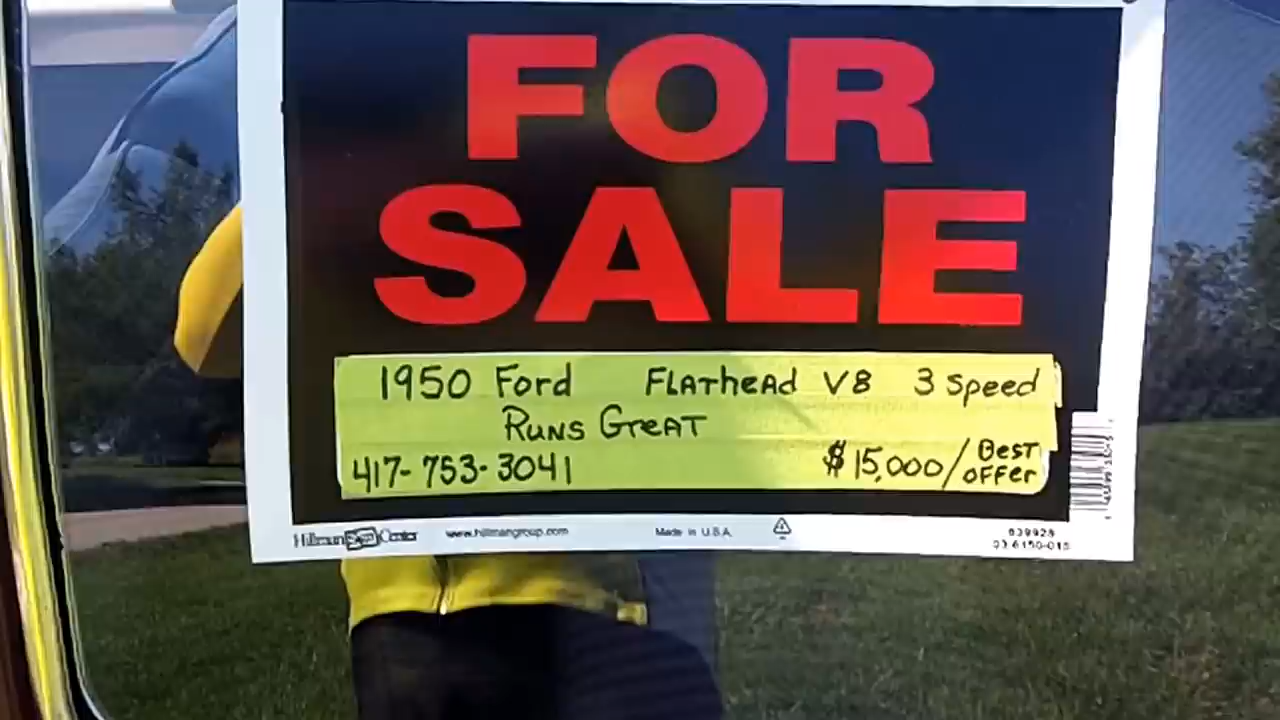 FOR
SALE
1950 Ford Flathead V8 3 Speed
Runs Great
417-753-3041 $15,000/Best Offer
Hillman Sign Center www.hillmangroup.com Made in U.S.A. 839928